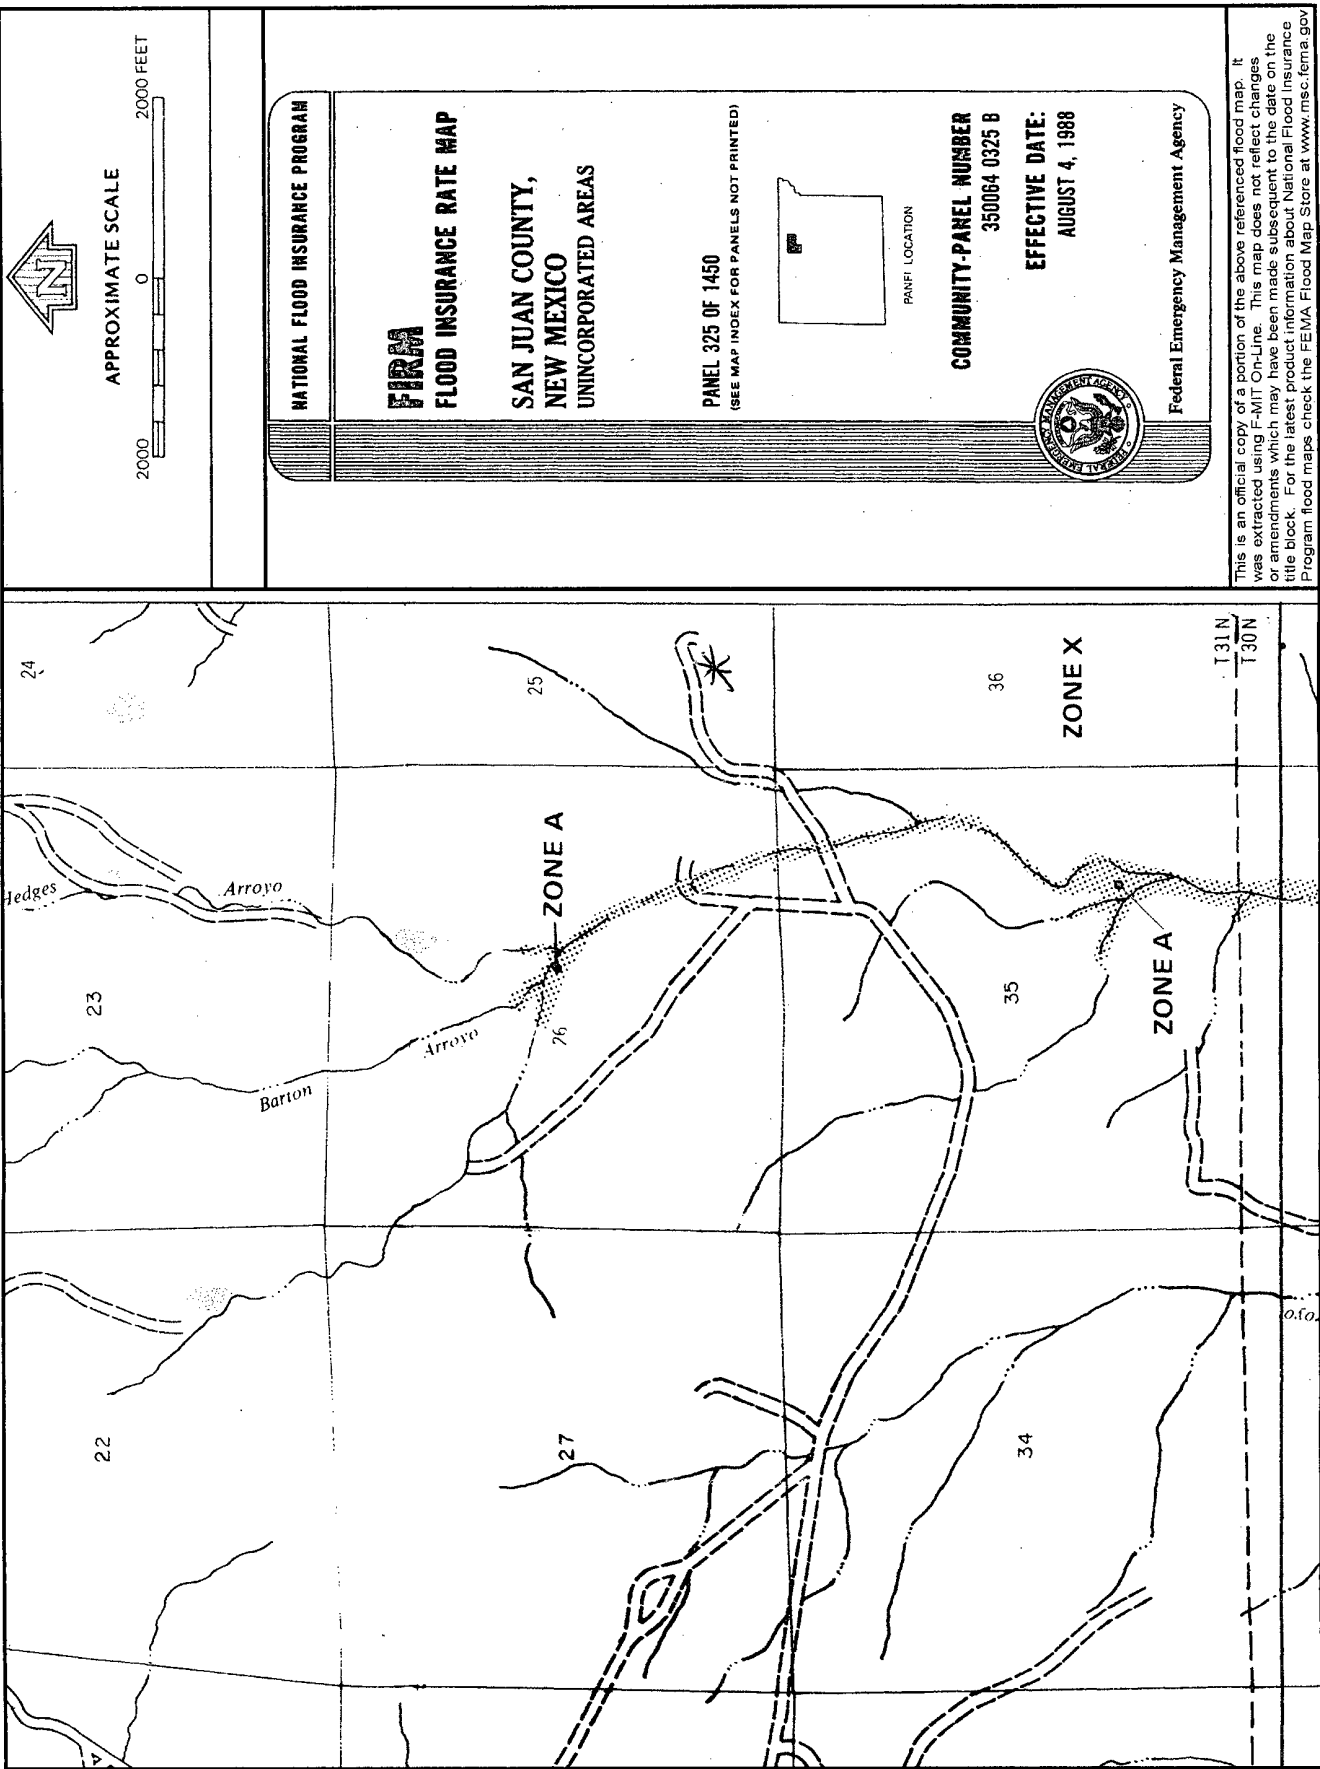 APPROXIMATE SCALE
2000 0 2000 FEET
N
NATIONAL FLOOD INSURANCE PROGRAM
FIRM
FLOOD INSURANCE RATE MAP
SAN JUAN COUNTY,
NEW MEXICO
UNINCORPORATED AREAS
PANEL 325 OF 1450
(SEE MAP INDEX FOR PANELS NOT PRINTED)
PANEL LOCATION
COMMUNITY-PANEL NUMBER
350064 0325 B
EFFECTIVE DATE:
AUGUST 4, 1988
FEDERAL EMERGENCY MANAGEMENT AGENCY
Federal Emergency Management Agency
This is an official copy of a portion of the above referenced flood map. It
was extracted using F-MIT On-Line. This map does not reflect changes
or amendments which may have been made subsequent to the date on the
title block. For the latest product information about National Flood Insurance
Program flood maps check the FEMA Flood Map Store at www.msc.fema.gov
24
25
36
ZONE X
T31N
T30N
Hedges
Arroyo
ZONE A
23
Barton
Arroyo
26
35
ZONE A
22
27
34